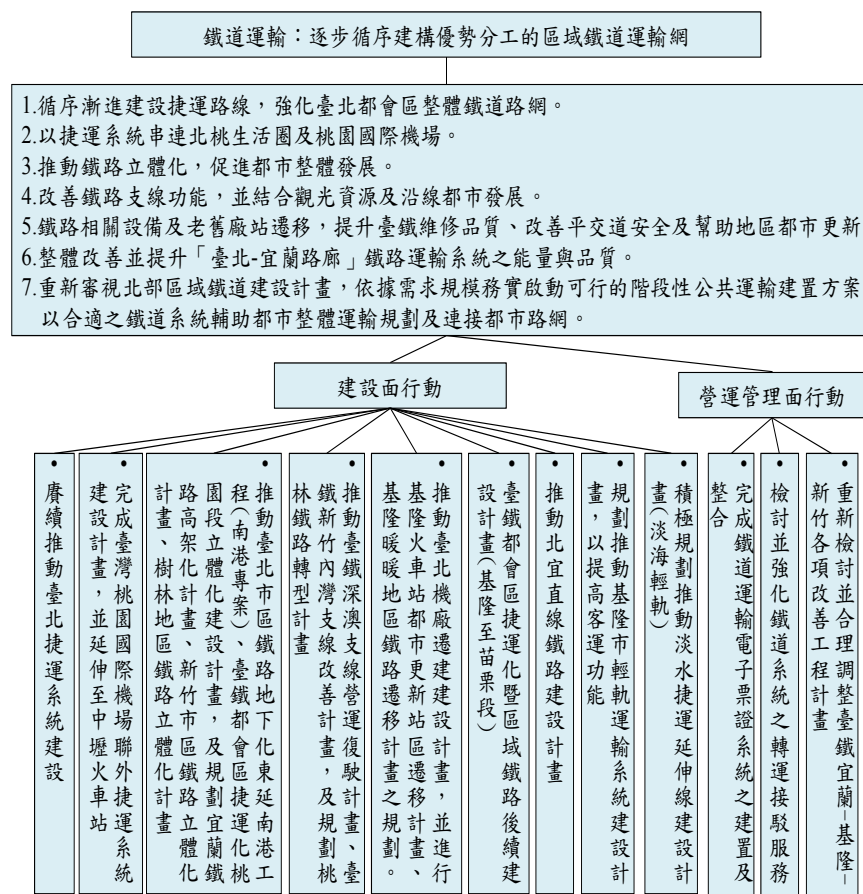 鐵道運輸：逐步循序建構優勢分工的區域鐵道運輸網
1.循序漸進建設捷運路線，強化臺北都會區整體鐵道路網。
2.以捷運系統串連北桃生活圈及桃園國際機場。
3.推動鐵路立體化，促進都市整體發展。
4.改善鐵路支線功能，並結合觀光資源及沿線都市發展。
5.鐵路相關設備及老舊廠站遷移，提升臺鐵維修品質、改善平交道安全及幫助地區都市更新
6.整體改善並提升「臺北-宜蘭路廊」鐵路運輸系統之能量與品質。
7.重新審視北部區域鐵道建設計畫，依據需求規模務實啟動可行的階段性公共運輸建置方案
以合適之鐵道系統輔助都市整體運輸規劃及連接都市路網。
建設面行動
營運管理面行動
•賡續推動臺北捷運系統建設
•完成臺灣桃園國際機場聯外捷運系統
建設計畫，並延伸至中壢火車站
•推動臺北市區鐵路地下化東延南港工
程(南港專案)、臺鐵都會區捷運化桃
園段立體化建設計畫，及規劃宜蘭鐵
路高架化計畫、新竹市區鐵路立體化
計畫、樹林地區鐵路立體化計畫
•推動臺鐵深澳支線營運復駛計畫、臺
鐵新竹內灣支線改善計畫，及規劃桃
林鐵路轉型計畫
•推動臺北機廠遷建建設計畫，並進行
基隆火車站都市更新站區遷移計畫、
基隆暖暖地區鐵路遷移計畫之規劃。
•臺鐵都會區捷運化暨區域鐵路後續建
設計畫(基隆至苗栗段)
•推動北宜直線鐵路建設計畫
•規劃推動基隆市輕軌運輸系統建設計
畫，以提高客運功能
•積極規劃推動淡水捷運延伸線建設計
畫(淡海輕軌)
•完成鐵道運輸電子票證系統之建置及
整合
•檢討並強化鐵道系統之轉運接駁服務
•重新檢討並合理調整臺鐵宜蘭-基隆-
新竹各項改善工程計畫